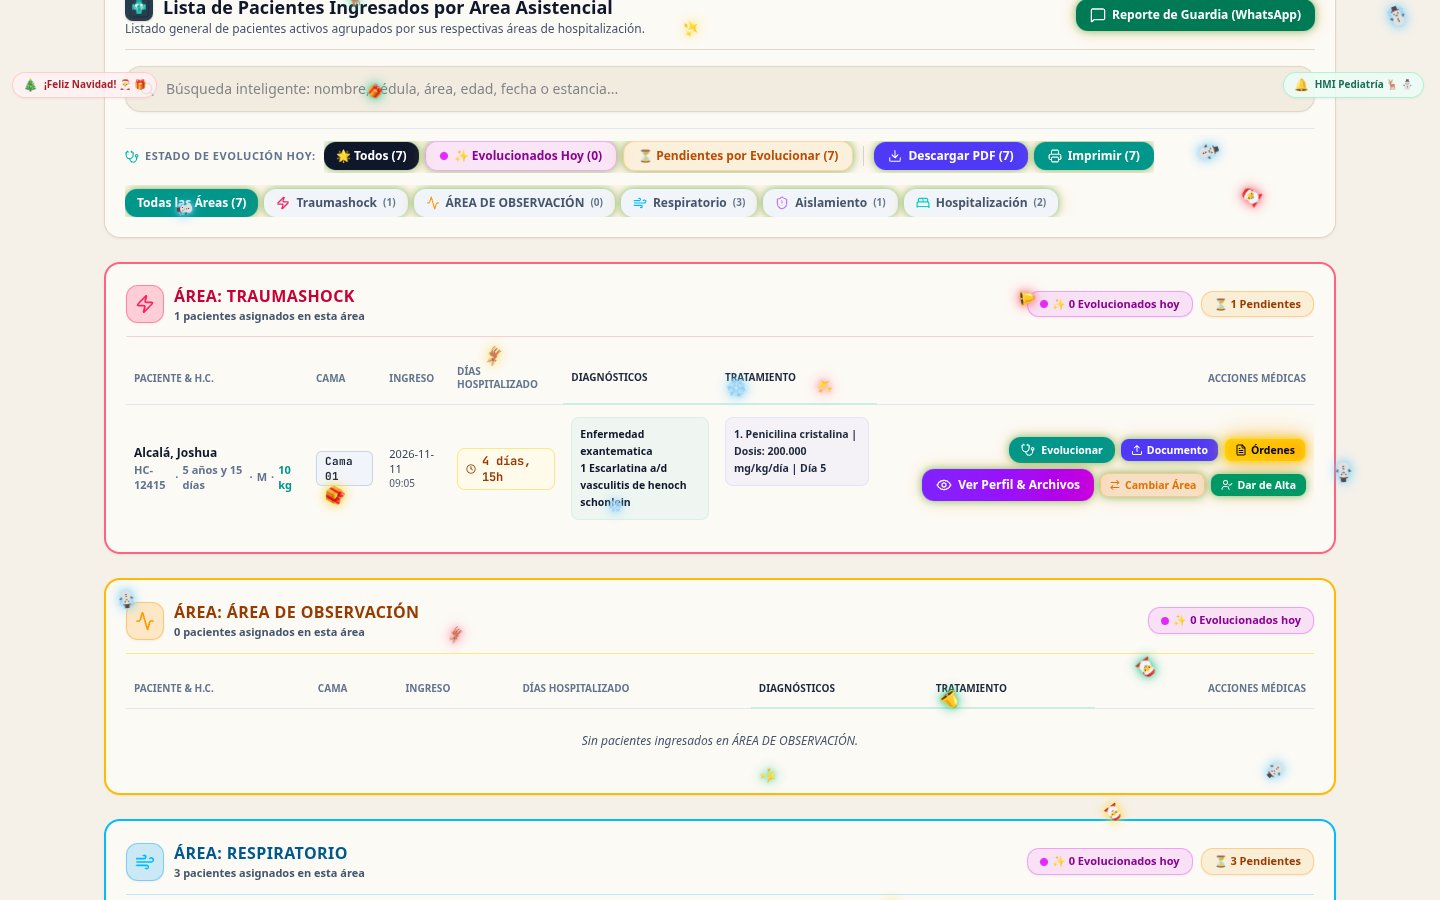 Lista de Pacientes Ingresados por Área Asistencial
Listado general de pacientes activos agrupados por sus respectivas áreas de hospitalización.
Reporte de Guardia (WhatsApp)
¡Feliz Navidad!
Búsqueda inteligente: nombre, cédula, área, edad, fecha o estancia...
HMI Pediatría
ESTADO DE EVOLUCIÓN HOY:
Todos (7)
Evolucionados Hoy (0)
Pendientes por Evolucionar (7)
Descargar PDF (7)
Imprimir (7)
Todas las Áreas (7)
Traumashock (1)
ÁREA DE OBSERVACIÓN (0)
Respiratorio (3)
Aislamiento (1)
Hospitalización (2)
ÁREA: TRAUMASHOCK
1 pacientes asignados en esta área
0 Evolucionados hoy
1 Pendientes
PACIENTE & H.C.
CAMA
INGRESO
DÍAS
HOSPITALIZADO
DIAGNÓSTICOS
TRATAMIENTO
ACCIONES MÉDICAS
Alcalá, Joshua
HC-
12415
· 5 años y 15
días
· M ·
10
kg
Cama
01
2026-11-
11
09:05
4 días,
15h
Enfermedad
exantematica
1 Escarlatina a/d
vasculitis de henoch
schonlein
1. Penicilina cristalina |
Dosis: 200.000
mg/kg/día | Día 5
Evolucionar
Documento
Órdenes
Ver Perfil & Archivos
Cambiar Área
Dar de Alta
ÁREA: ÁREA DE OBSERVACIÓN
0 pacientes asignados en esta área
0 Evolucionados hoy
PACIENTE & H.C.
CAMA
INGRESO
DÍAS HOSPITALIZADO
DIAGNÓSTICOS
TRATAMIENTO
ACCIONES MÉDICAS
Sin pacientes ingresados en ÁREA DE OBSERVACIÓN.
ÁREA: RESPIRATORIO
3 pacientes asignados en esta área
0 Evolucionados hoy
3 Pendientes